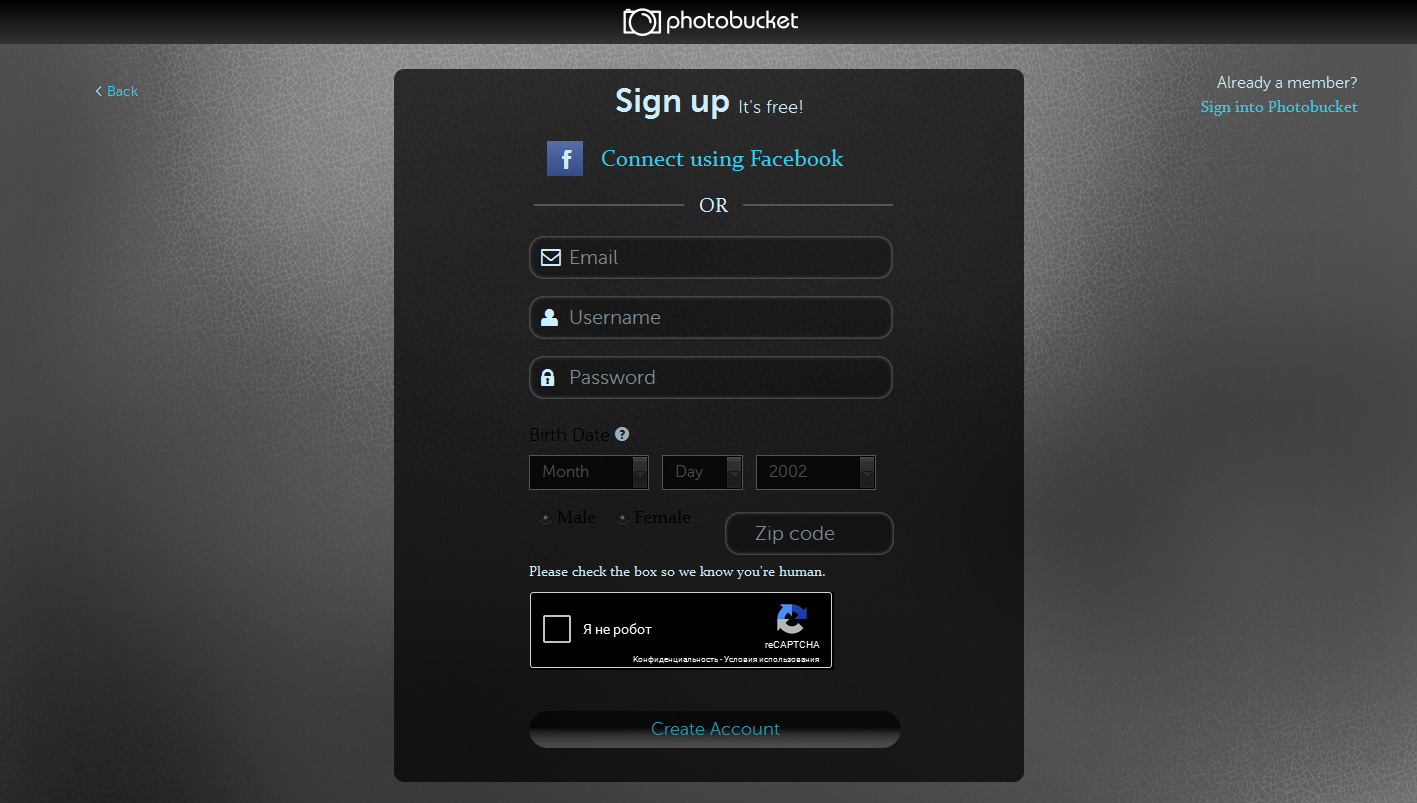 photobucket
Back
Already a member?
Sign into Photobucket
Sign up It's free!
f Connect using Facebook
OR
Email
Username
Password
Birth Date ?
Month Day 2002
Male Female
Zip code
Please check the box so we know you're human.
Я не робот
reCAPTCHA
Конфиденциальность - Условия использования
Create Account